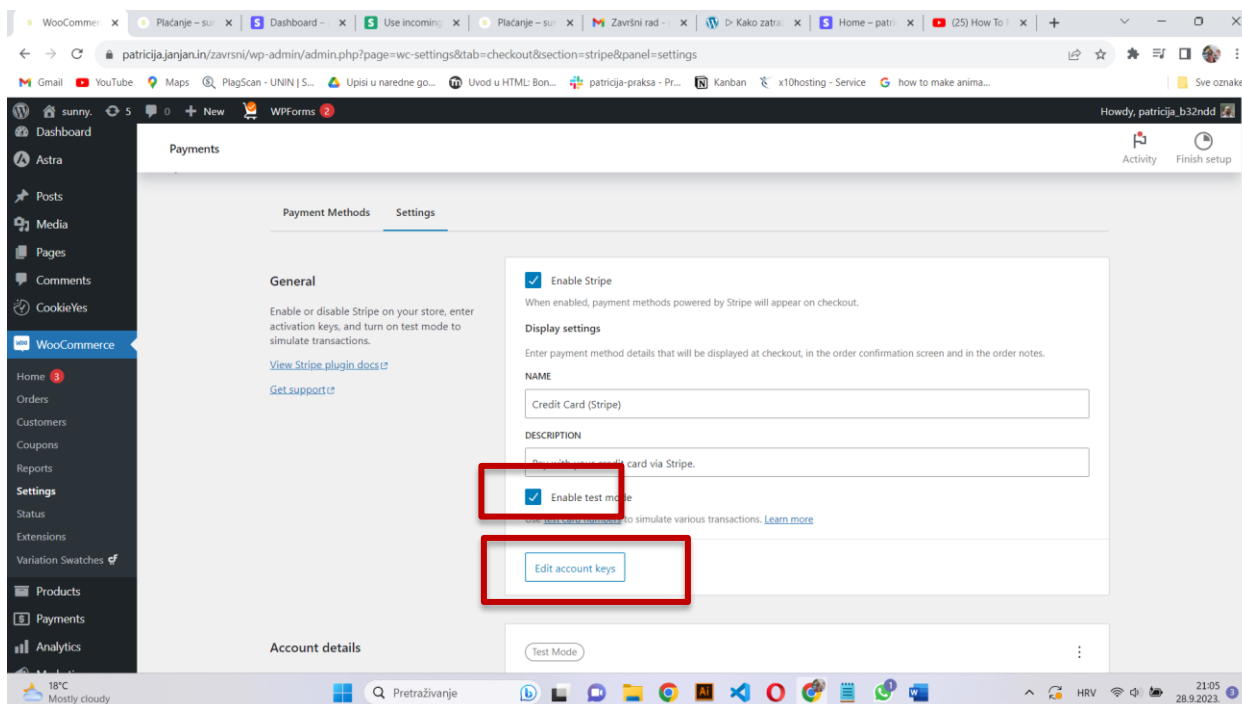 WooCommer
Plaćanje – sur
Dashboard –
Use incoming
Plaćanje – sur
Završni rad -
▷ Kako zatra
Home – patri
(25) How To
patricija.janjan.in/zavrsni/wp-admin/admin.php?page=wc-settings&tab=checkout&section=stripe&panel=settings
Gmail
YouTube
Maps
PlagScan - UNIN | S...
Upisi u naredne go...
Uvod u HTML: Bon...
patricija-praksa - Pr...
Kanban
x10hosting - Service
how to make anima...
Sve oznake
sunny.
5
0
+ New
WPForms 2
Howdy, patricija_b32ndd
Dashboard
Astra
Posts
Media
Pages
Comments
CookieYes
WooCommerce
Home 3
Orders
Customers
Coupons
Reports
Settings
Status
Extensions
Variation Swatches
Products
Payments
Analytics
Payments
Activity
Finish setup
Payment Methods
Settings
General
Enable or disable Stripe on your store, enter
activation keys, and turn on test mode to
simulate transactions.
View Stripe plugin docs
Get support
Enable Stripe
When enabled, payment methods powered by Stripe will appear on checkout.
Display settings
Enter payment method details that will be displayed at checkout, in the order confirmation screen and in the order notes.
NAME
Credit Card (Stripe)
DESCRIPTION
Pay with your credit card via Stripe.
Enable test mode
Use test card numbers to simulate various transactions. Learn more
Edit account keys
Account details
Test Mode
18°C
Mostly cloudy
Pretraživanje
HRV
21:05
28.9.2023.
3